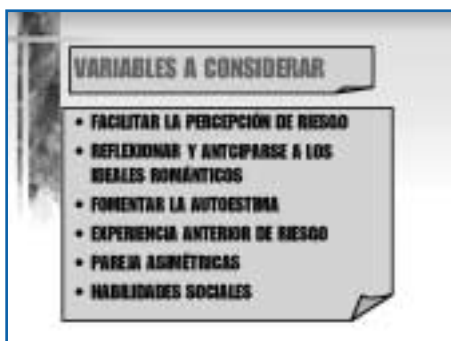 VARIABLES A CONSIDERAR
• FACILITAR LA PERCEPCIÓN DE RIESGO
• REFLEXIONAR Y ANTCIPARSE A LOS
IDEALES ROMÁNTICOS
• FOMENTAR LA AUTOESTIMA
• EXPERIENCIA ANTERIOR DE RIESGO
• PAREJA ASIMÉTRICAS
• HABILIDADES SOCIALES